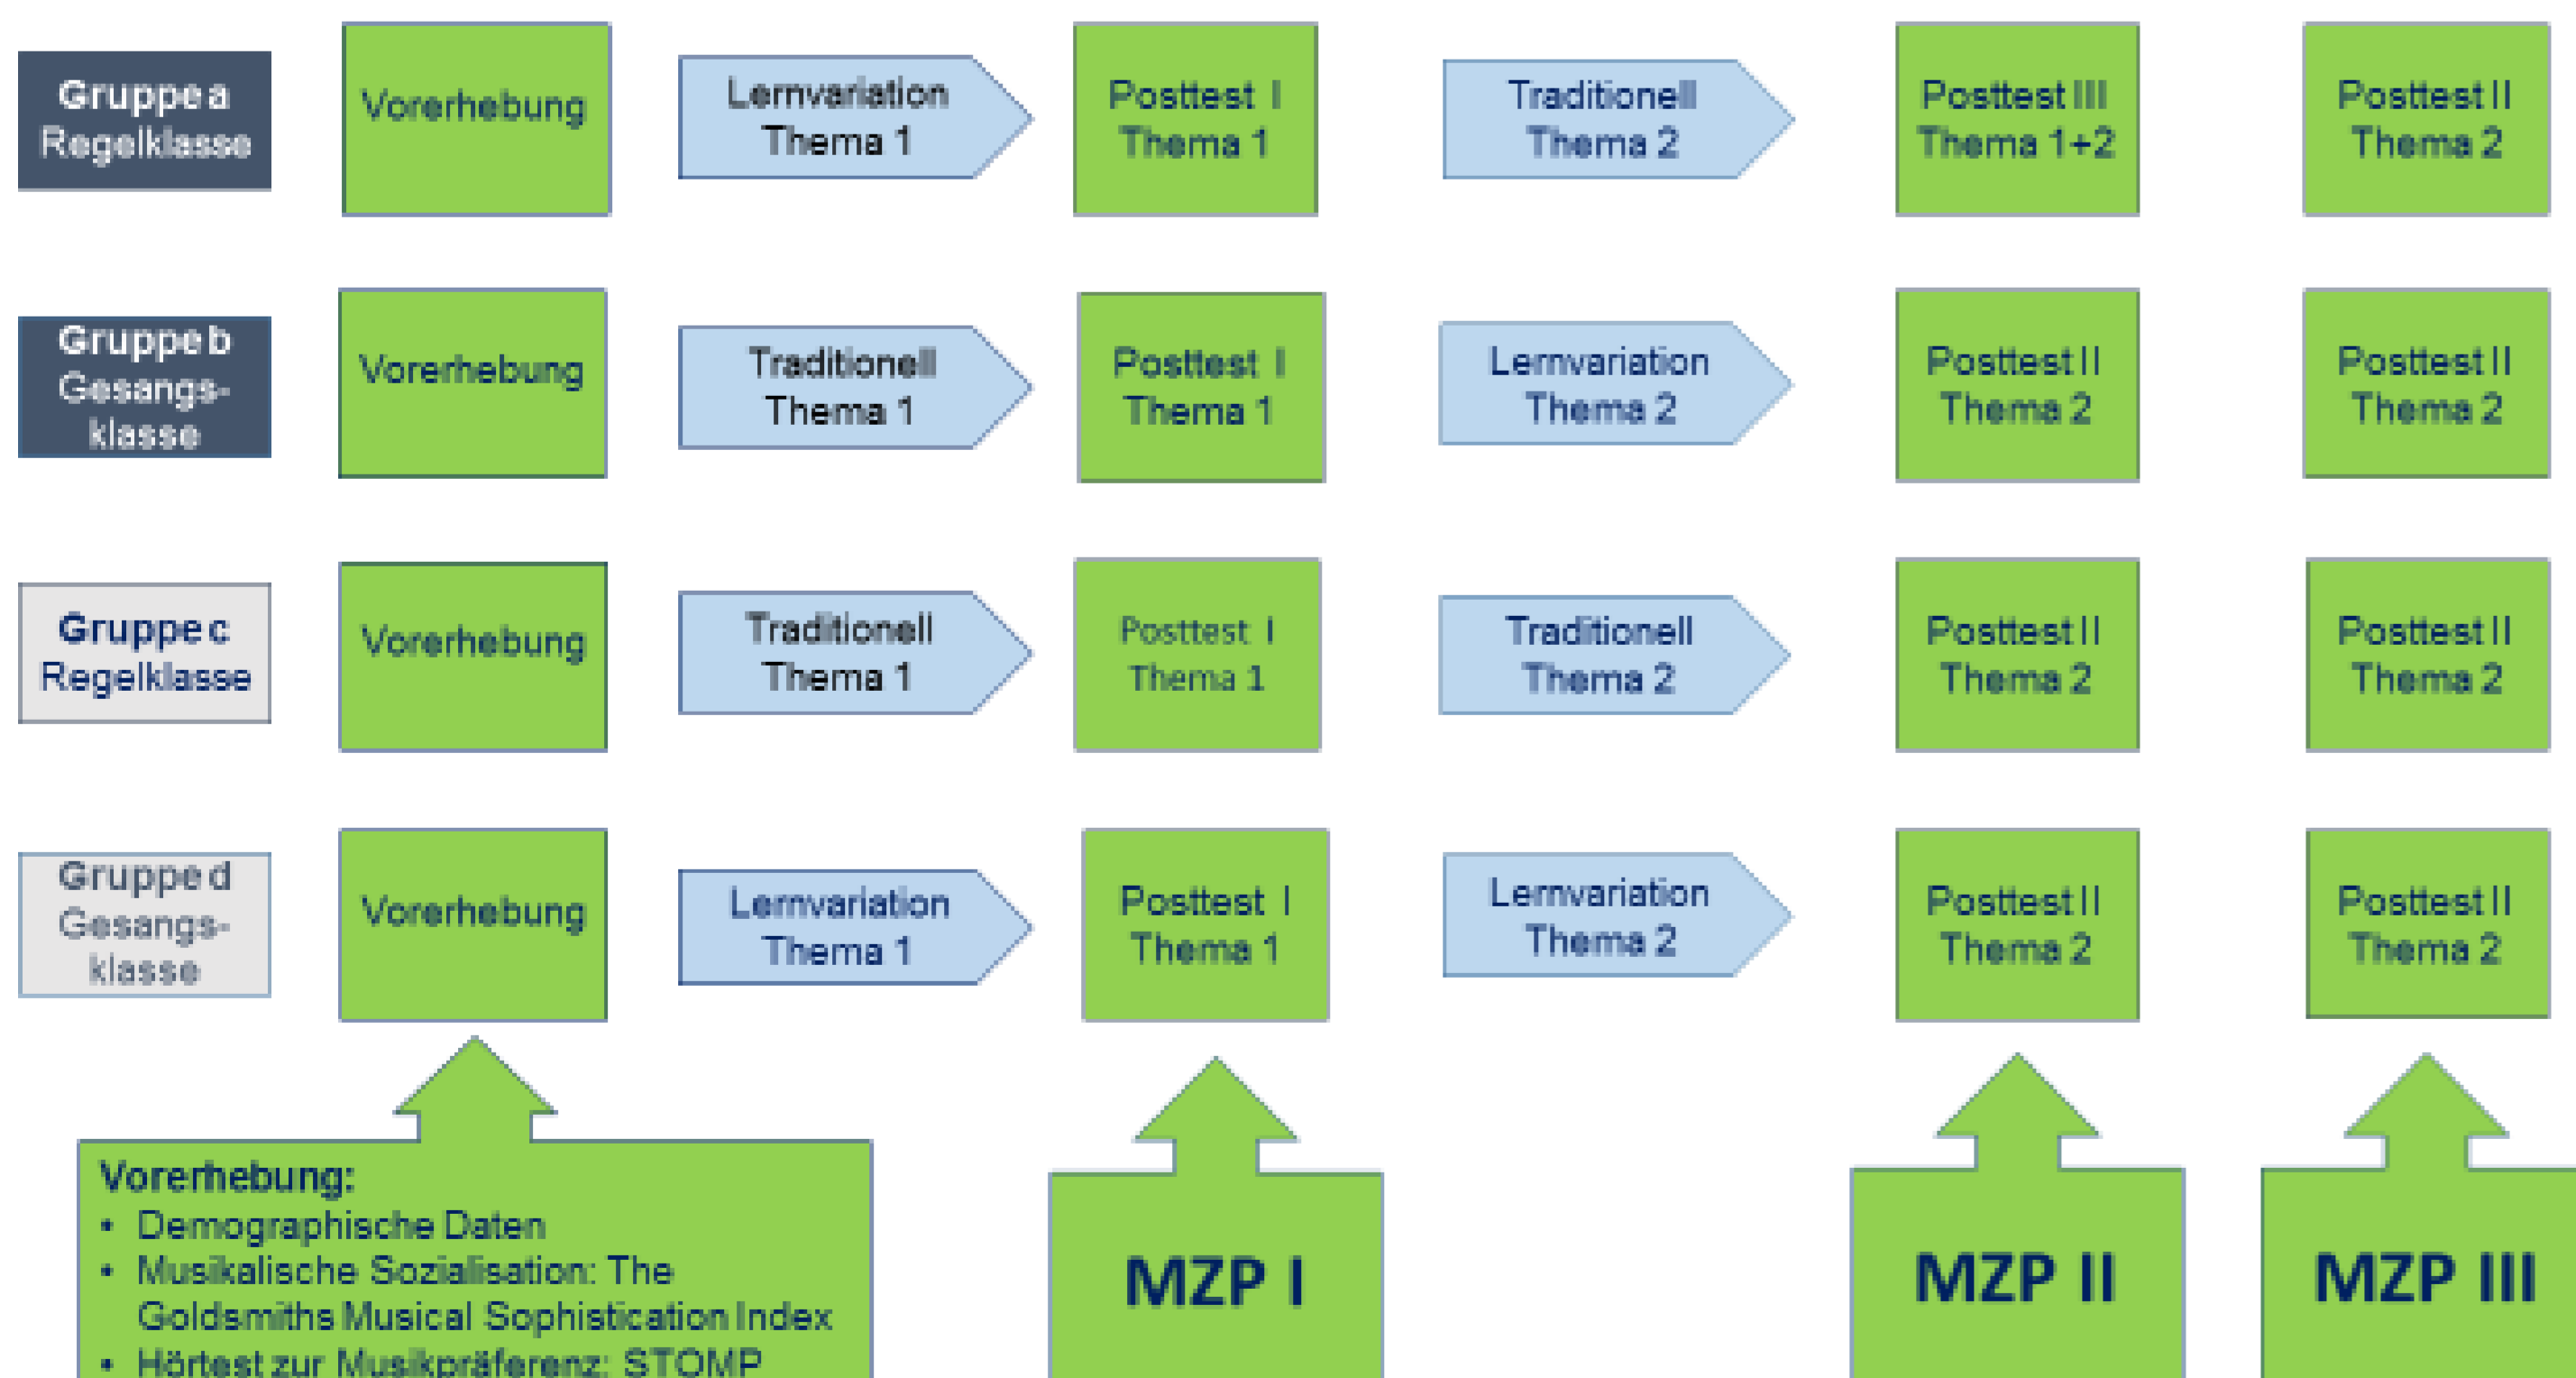 Gruppe a
Regelklasse
Vorerhebung
Lernvariation
Thema 1
Posttest I
Thema 1
Traditionell
Thema 2
Posttest III
Thema 1+2
Posttest II
Thema 2
Gruppe b
Gesangs-
klasse
Vorerhebung
Traditionell
Thema 1
Posttest I
Thema 1
Lernvariation
Thema 2
Posttest II
Thema 2
Posttest II
Thema 2
Gruppe c
Regelklasse
Vorerhebung
Traditionell
Thema 1
Posttest I
Thema 1
Traditionell
Thema 2
Posttest II
Thema 2
Posttest II
Thema 2
Gruppe d
Gesangs-
klasse
Vorerhebung
Lernvariation
Thema 1
Posttest I
Thema 1
Lernvariation
Thema 2
Posttest II
Thema 2
Posttest II
Thema 2
Vorerhebung:
• Demographische Daten
• Musikalische Sozialisation: The
Goldsmiths Musical Sophistication Index
• Hörtest zur Musikpräferenz: STOMP
MZP I
MZP II
MZP III